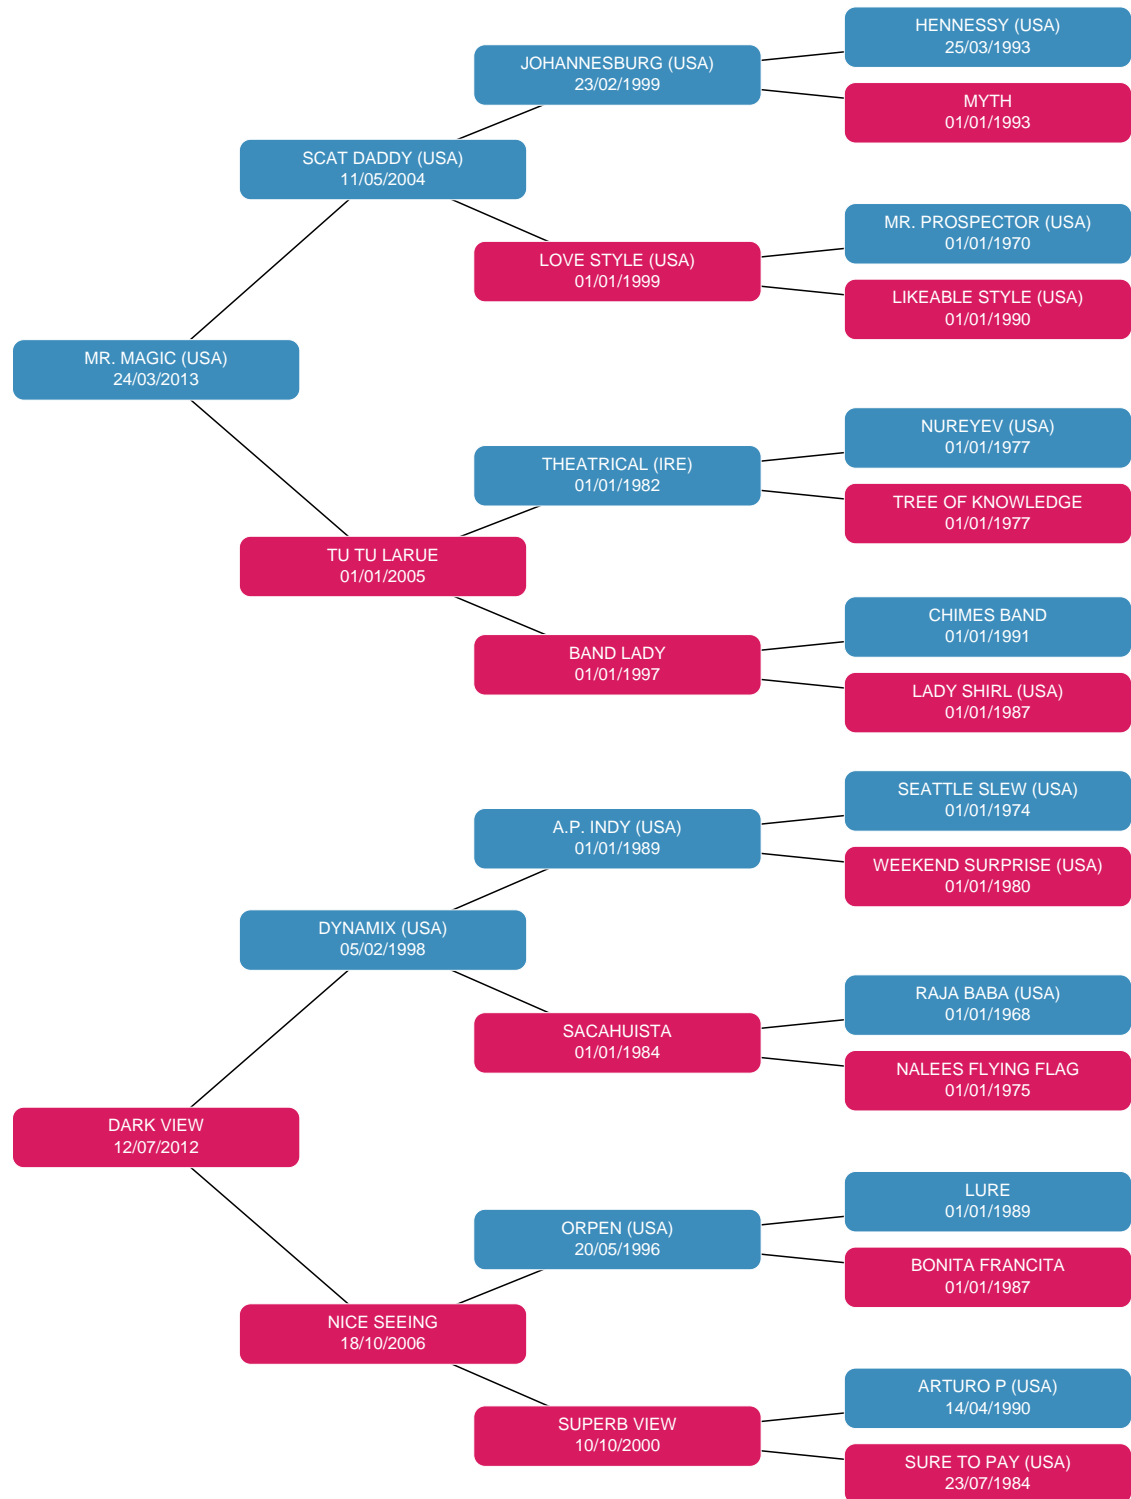 HENNESSY (USA)
25/03/1993
JOHANNESBURG (USA)
23/02/1999
MYTH
01/01/1993
SCAT DADDY (USA)
11/05/2004
MR. PROSPECTOR (USA)
01/01/1970
LOVE STYLE (USA)
01/01/1999
LIKEABLE STYLE (USA)
01/01/1990
MR. MAGIC (USA)
24/03/2013
NUREYEV (USA)
01/01/1977
THEATRICAL (IRE)
01/01/1982
TREE OF KNOWLEDGE
01/01/1977
TU TU LARUE
01/01/2005
CHIMES BAND
01/01/1991
BAND LADY
01/01/1997
LADY SHIRL (USA)
01/01/1987
SEATTLE SLEW (USA)
01/01/1974
A.P. INDY (USA)
01/01/1989
WEEKEND SURPRISE (USA)
01/01/1980
DYNAMIX (USA)
05/02/1998
RAJA BABA (USA)
01/01/1968
SACAHUISTA
01/01/1984
NALEES FLYING FLAG
01/01/1975
DARK VIEW
12/07/2012
LURE
01/01/1989
ORPEN (USA)
20/05/1996
BONITA FRANCITA
01/01/1987
NICE SEEING
18/10/2006
ARTURO P (USA)
14/04/1990
SUPERB VIEW
10/10/2000
SURE TO PAY (USA)
23/07/1984